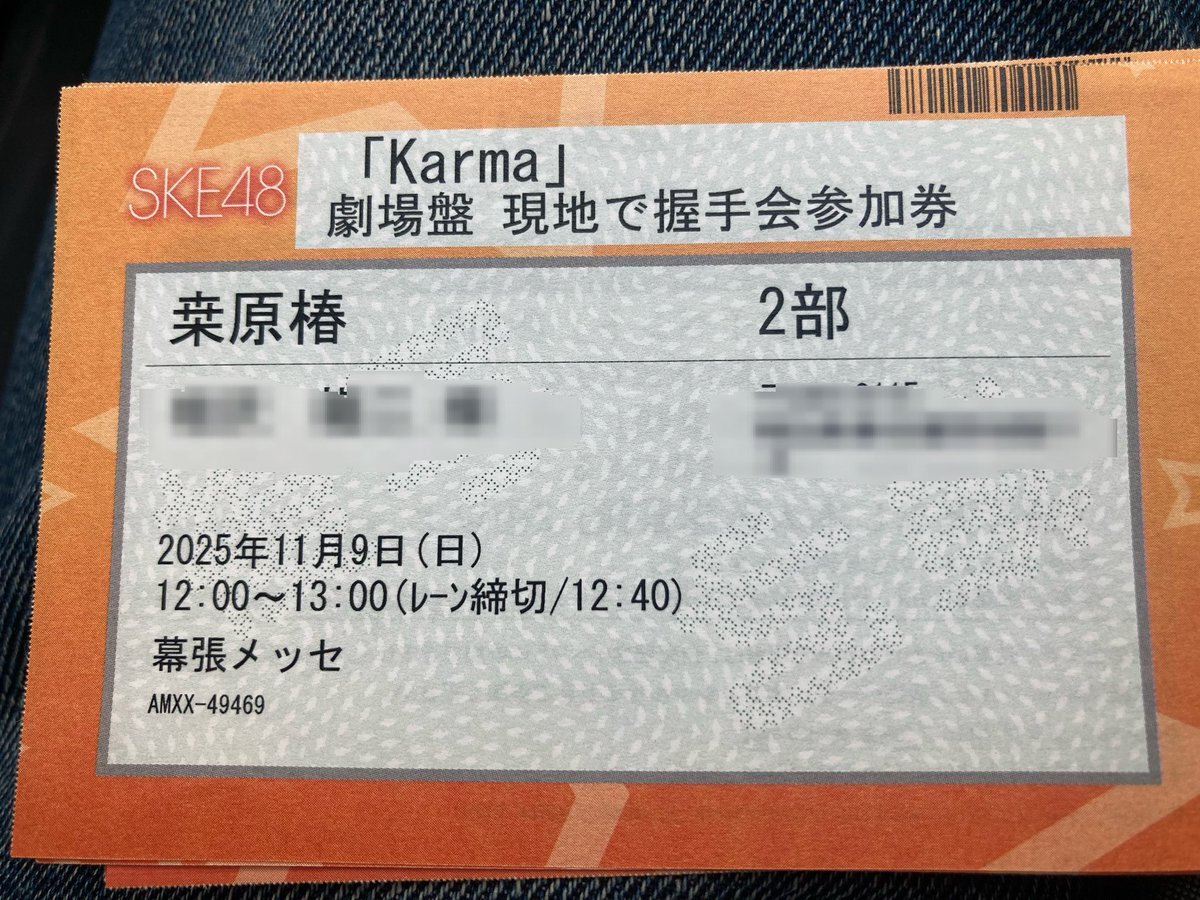 SKE48
「Karma」
劇場盤 現地で握手会参加券
桒原椿 2部
2025年11月9日(日)
12:00～13:00(ﾚｰﾝ締切/12:40)
幕張メッセ
AMXX-49469